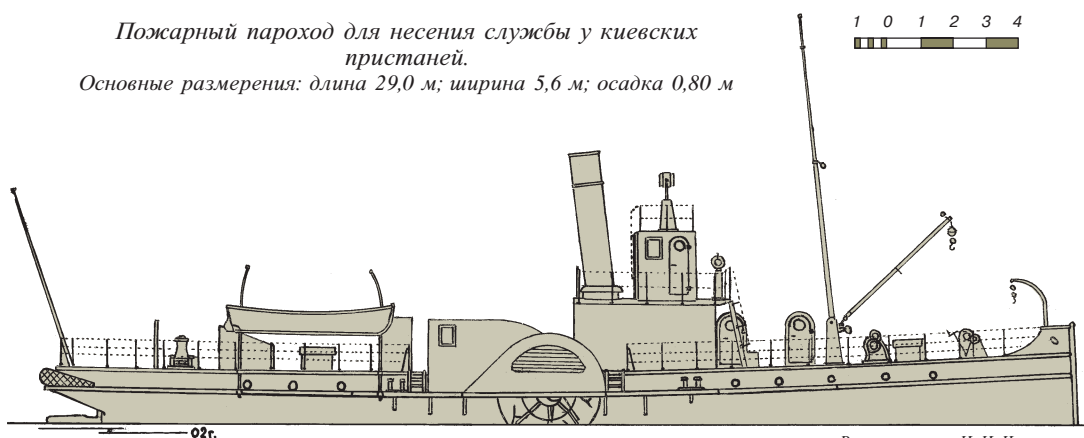 Пожарный пароход для несения службы у киевских
пристаней.
Основные размерения: длина 29,0 м; ширина 5,6 м; осадка 0,80 м
1 0 1 2 3 4
02г.